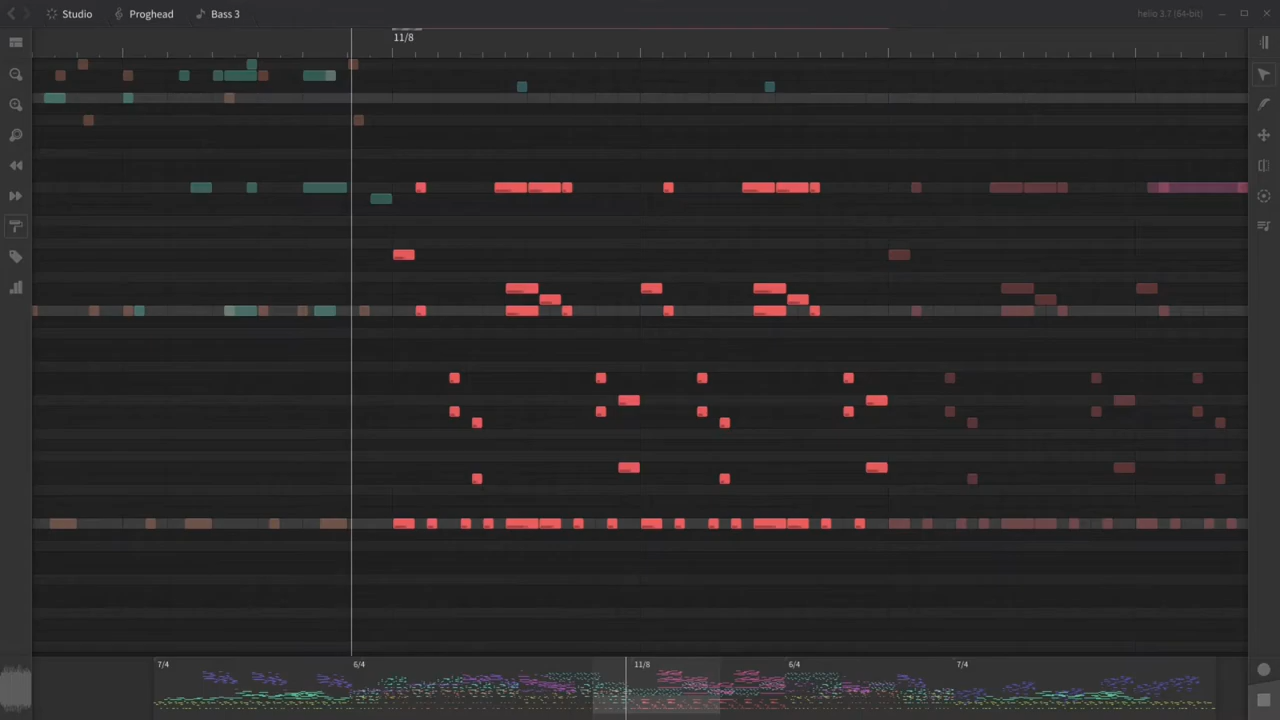 Studio Proghead Bass 3 helio 3.7 (64-bit)
11/8
7/4 6/4 11/8 6/4 7/4